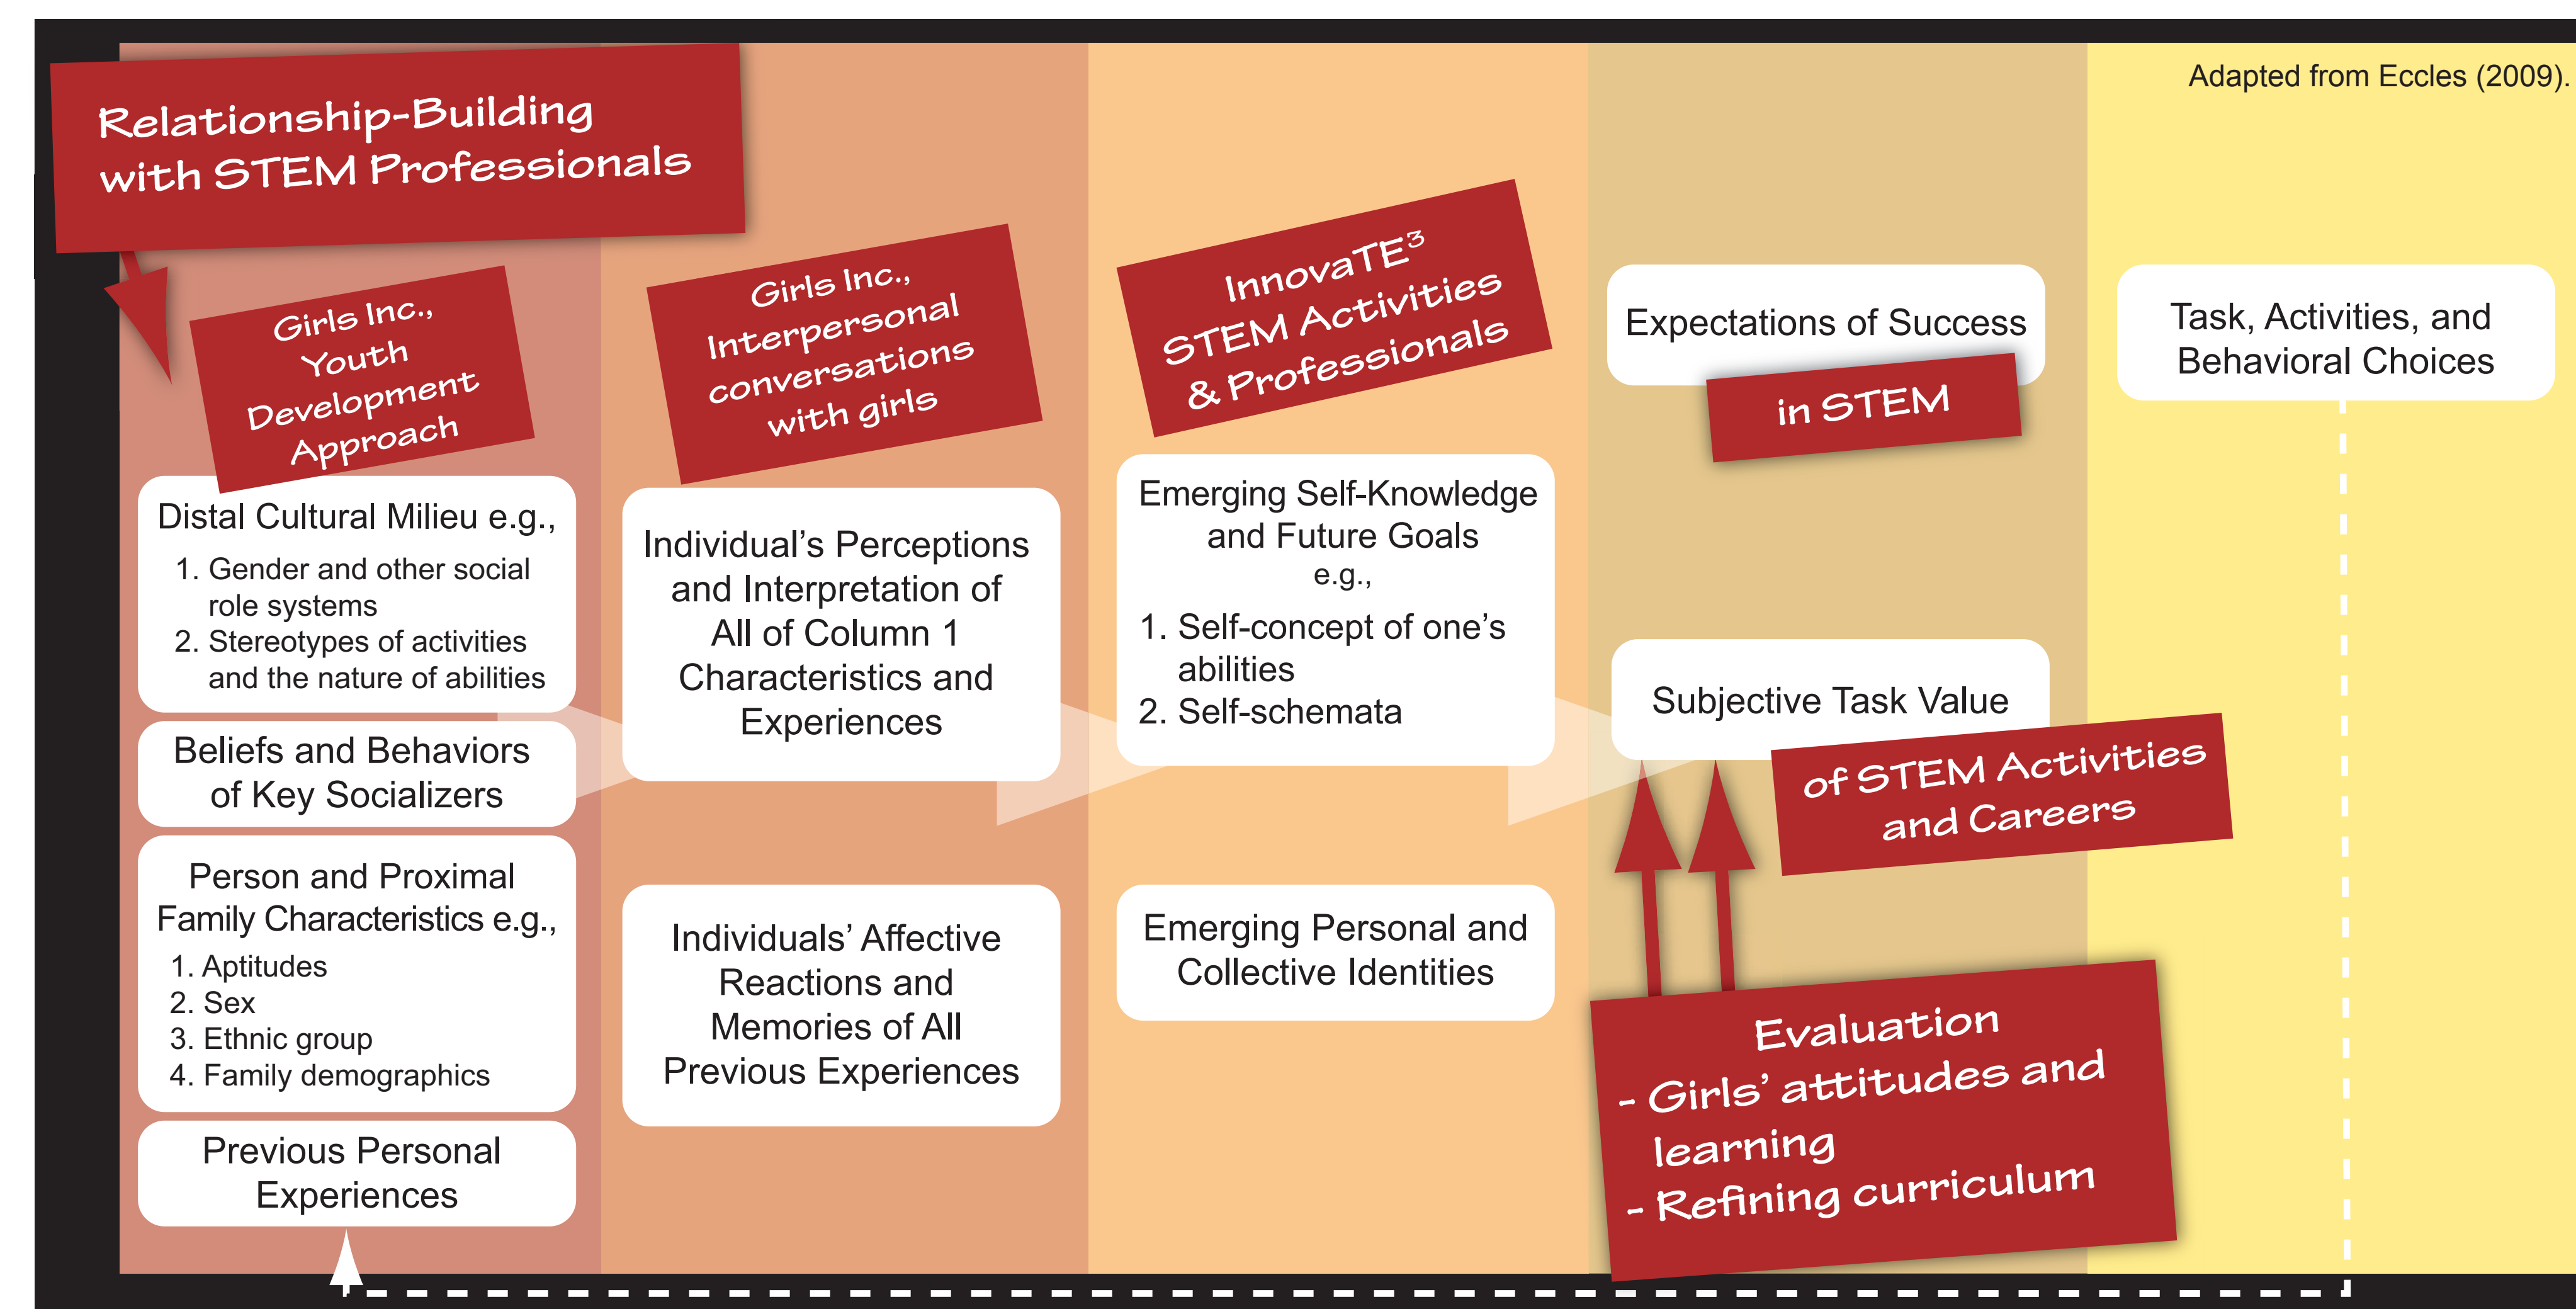 Relationship-Building
with STEM Professionals
Girls Inc.,
Youth
Development
Approach
Distal Cultural Milieu e.g.,
1. Gender and other social
role systems
2. Stereotypes of activities
and the nature of abilities
Beliefs and Behaviors
of Key Socializers
Person and Proximal
Family Characteristics e.g.,
1. Aptitudes
2. Sex
3. Ethnic group
4. Family demographics
Previous Personal
Experiences
Girls Inc.,
Interpersonal
conversations
with girls
Individual’s Perceptions
and Interpretation of
All of Column 1
Characteristics and
Experiences
Individuals’ Affective
Reactions and
Memories of All
Previous Experiences
InnovaTE³
STEM Activities
& Professionals
Emerging Self-Knowledge
and Future Goals
e.g.,
1. Self-concept of one’s
abilities
2. Self-schemata
Emerging Personal and
Collective Identities
Expectations of Success
in STEM
Subjective Task Value
of STEM Activities
and Careers
Evaluation
- Girls’ attitudes and
learning
- Refining curriculum
Adapted from Eccles (2009).
Task, Activities, and
Behavioral Choices